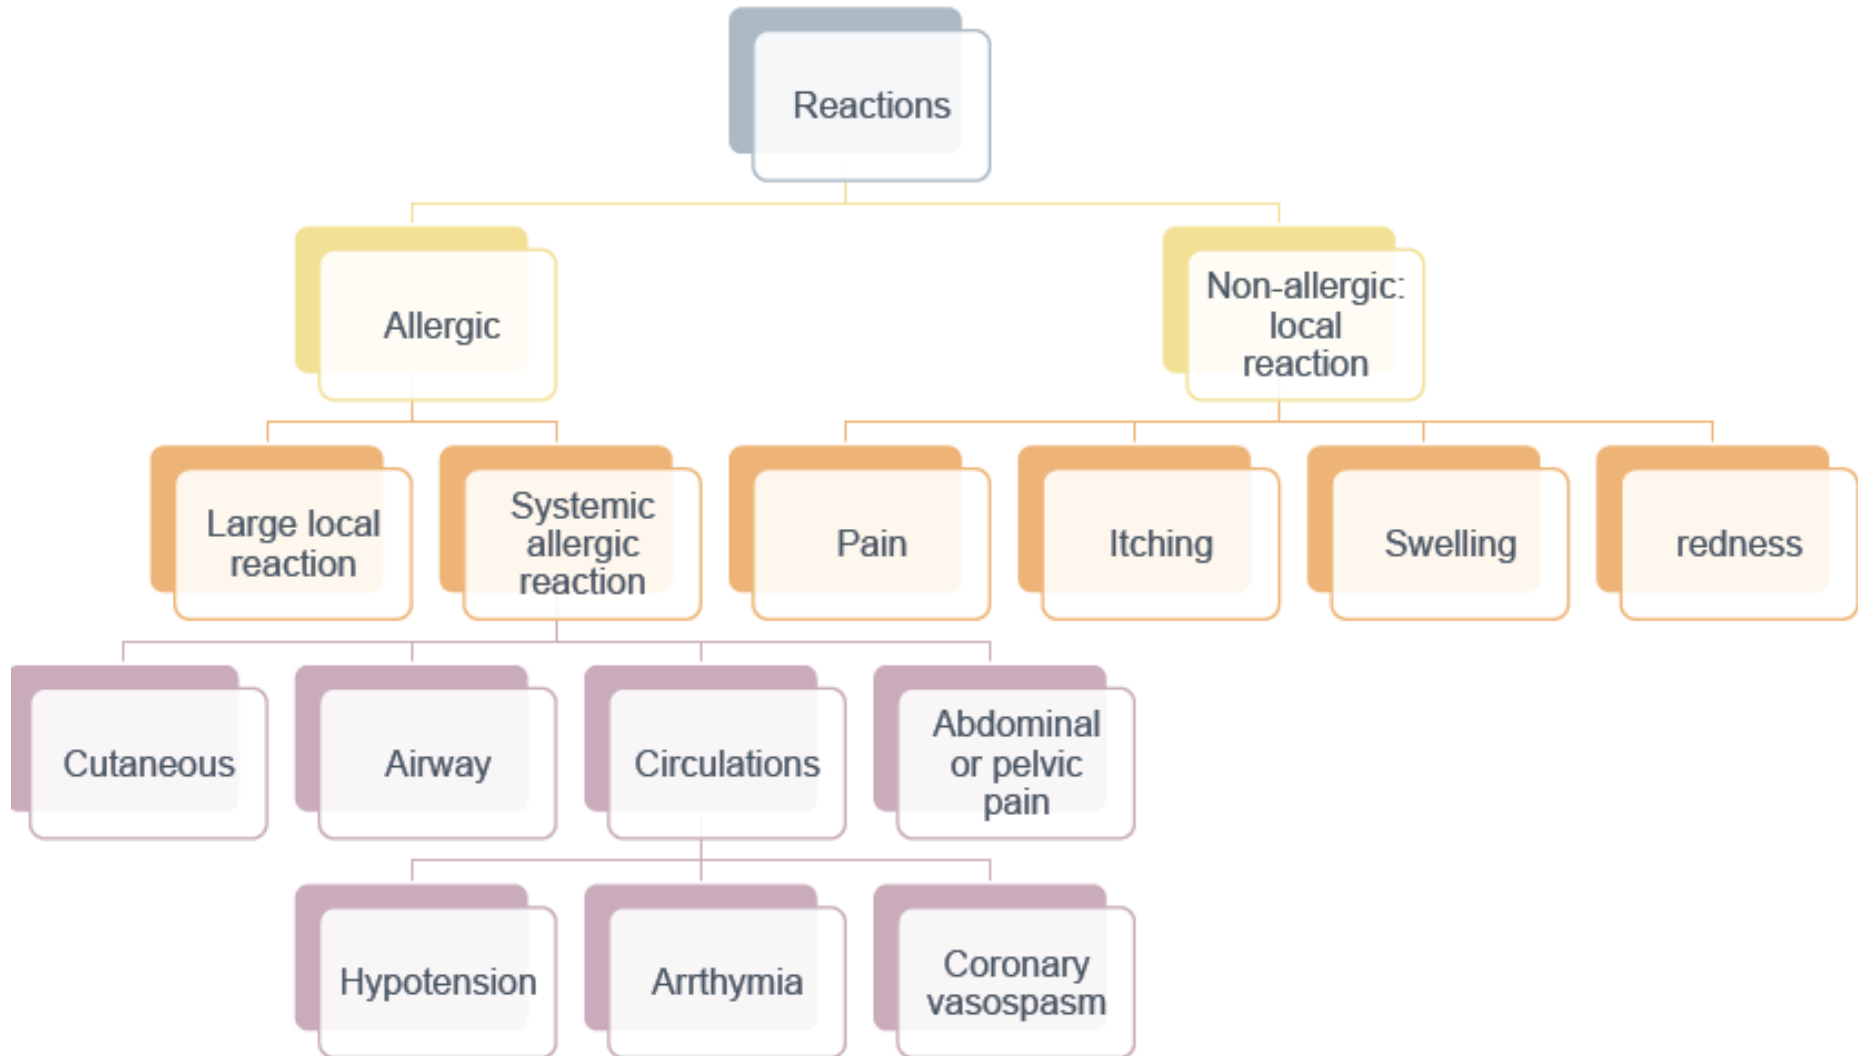 Reactions
Allergic
Non-allergic:
local
reaction
Large local
reaction
Systemic
allergic
reaction
Pain
Itching
Swelling
redness
Cutaneous
Airway
Circulations
Abdominal
or pelvic
pain
Hypotension
Arrthymia
Coronary
vasospasm